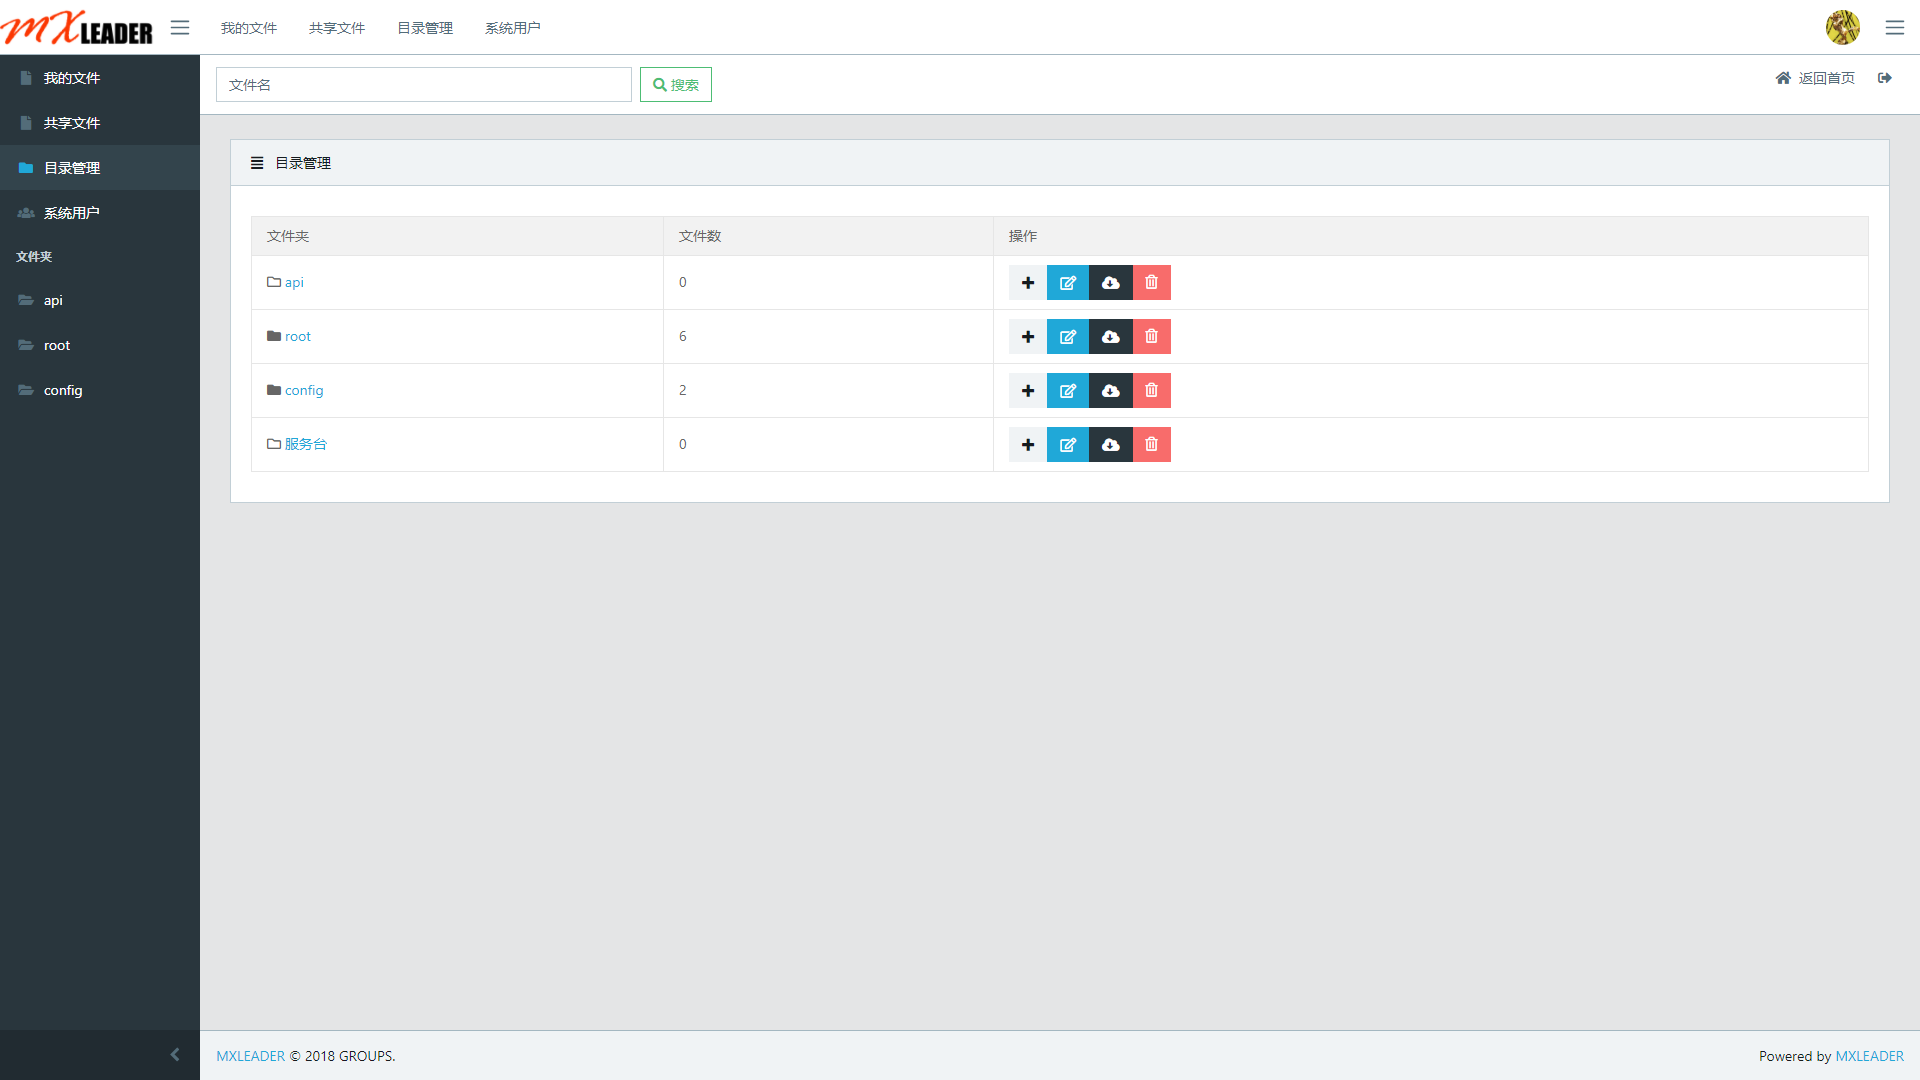 MXLEADER
我的文件
共享文件
目录管理
系统用户
我的文件
共享文件
目录管理
系统用户
文件夹
api
root
config
文件名
搜索
返回首页
目录管理
文件夹 文件数 操作
api 0
root 6
config 2
服务台 0
MXLEADER © 2018 GROUPS.
Powered by MXLEADER